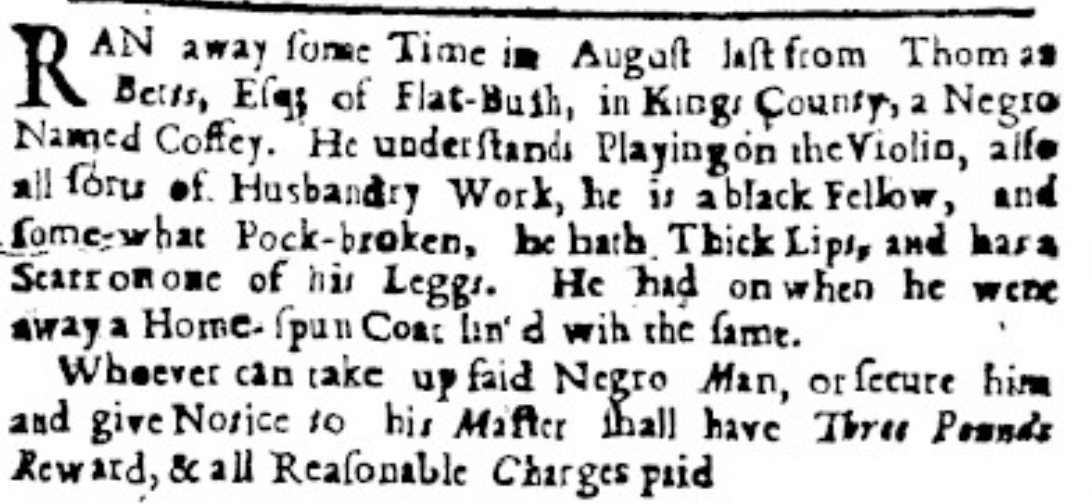 RAN away ſome Time in Auguſt laſt from Thomas
Betts, Eſq; of Flat-Buſh, in Kings County, a Negro
Named Coffey. He underſtands Playing on the Violin, alſo
all ſorts of Husbandry Work, he is a black Fellow, and
ſome-what Pock-broken, he hath Thick Lips, and has a
Scarr on one of his Leggs. He had on when he wene
away a Home-ſpun Coat lin'd wih the ſame.
Whoever can take up ſaid Negro Man, or ſecure him
and give Notice to his Maſter ſhall have Three Pounds
Reward, & all Reaſonable Charges paid